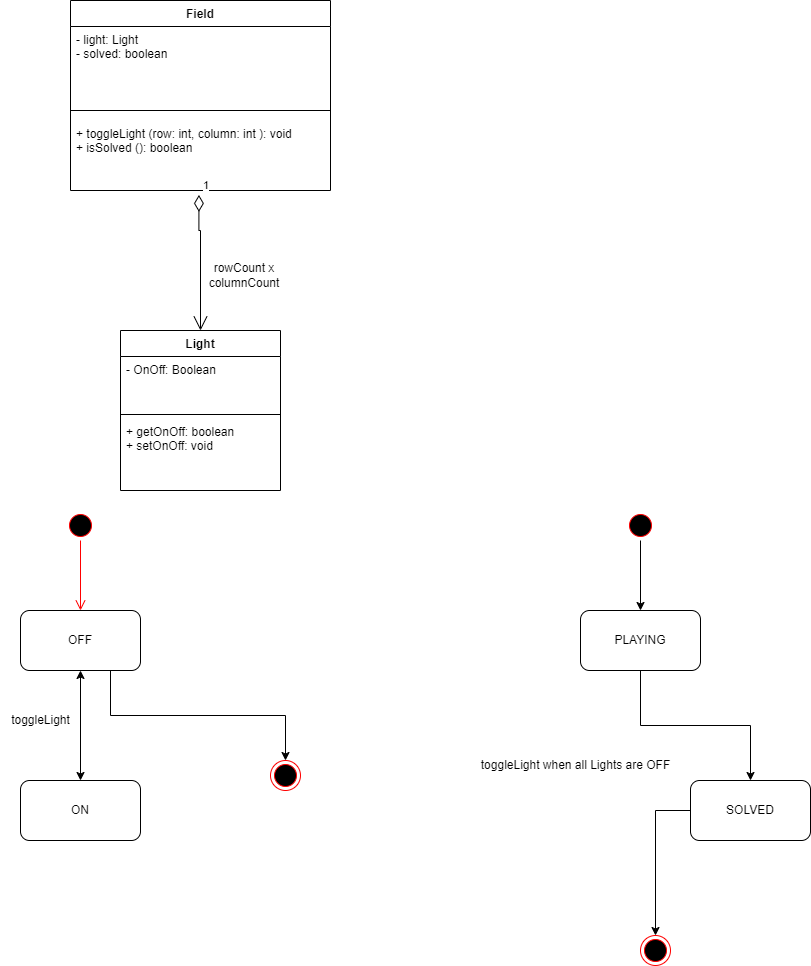 Field
- light: Light
- solved: boolean
+ toggleLight (row: int, column: int ): void
+ isSolved (): boolean
1
rowCount x
columnCount
Light
- OnOff: Boolean
+ getOnOff: boolean
+ setOnOff: void
OFF
toggleLight
ON
PLAYING
toggleLight when all Lights are OFF
SOLVED